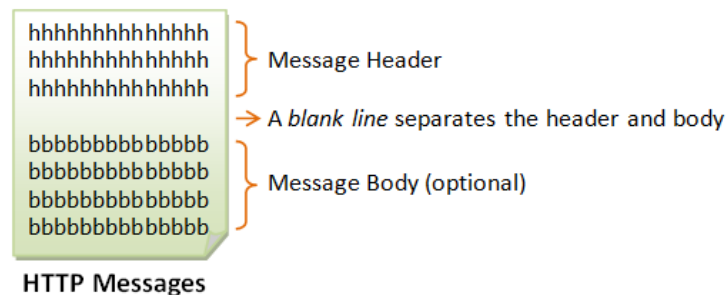 hhhhhhhhhhhhhh
hhhhhhhhhhhhhh
hhhhhhhhhhhhhh
Message Header
A blank line separates the header and body
bbbbbbbbbbbbbb
bbbbbbbbbbbbbb
bbbbbbbbbbbbbb
bbbbbbbbbbbbbb
Message Body (optional)
HTTP Messages